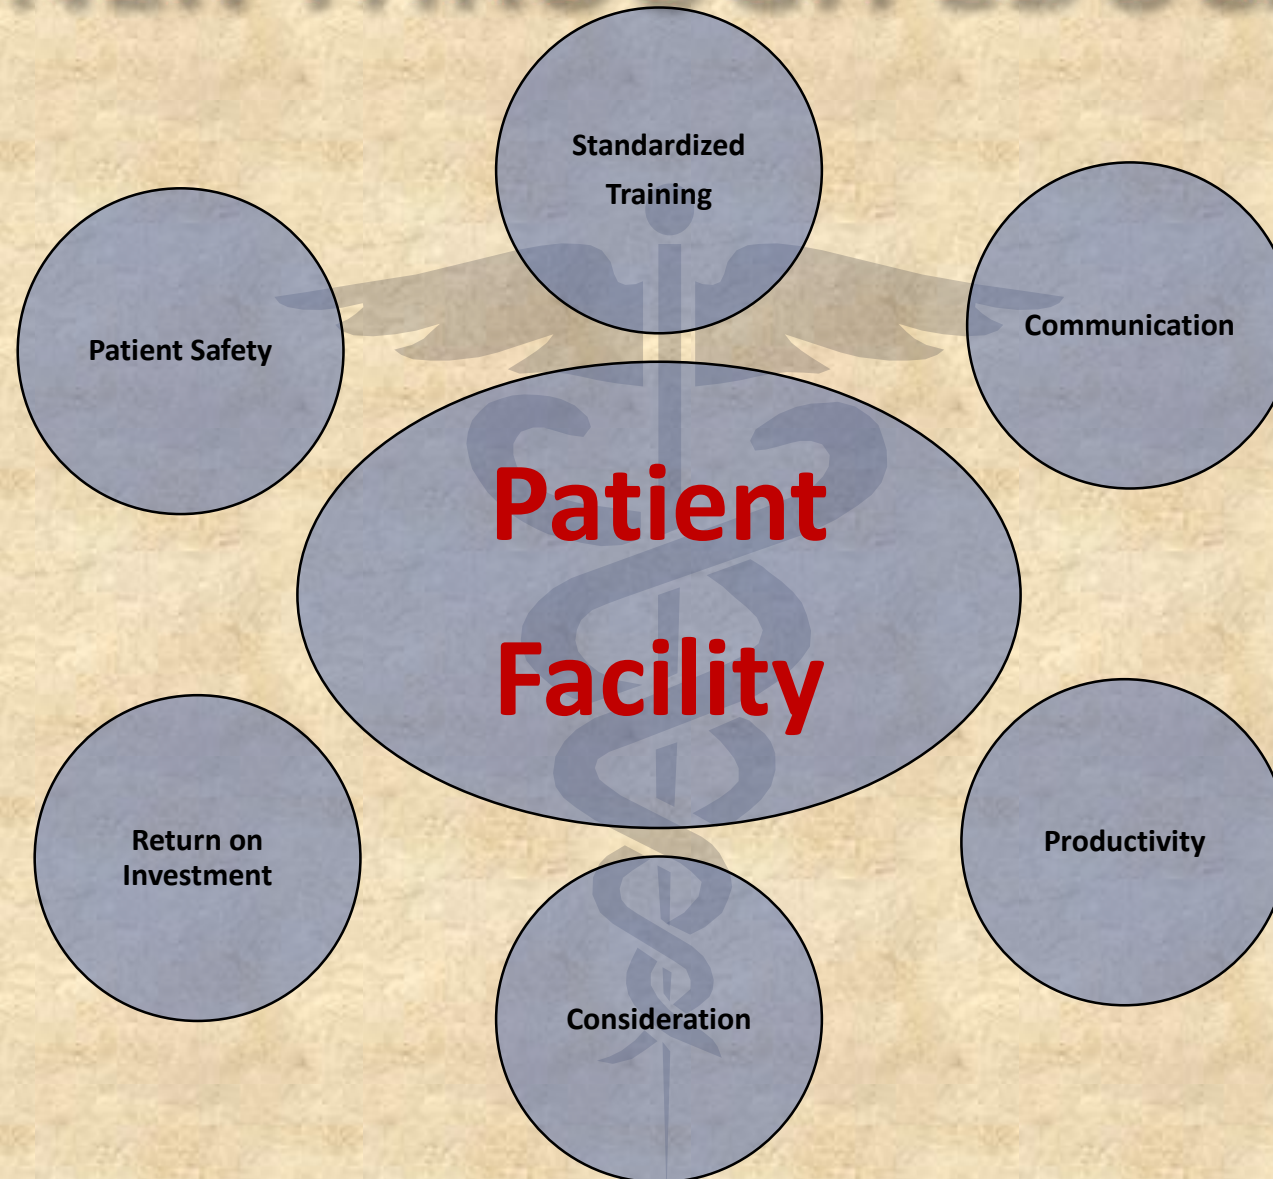 Standardized
Training
Patient Safety
Communication
Patient
Facility
Return on
Investment
Productivity
Consideration